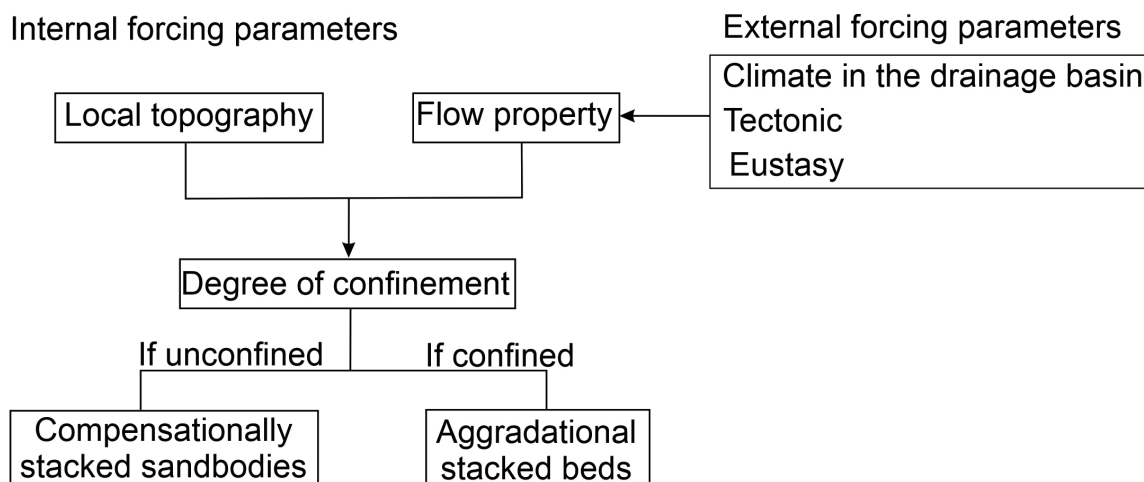 Internal forcing parameters
External forcing parameters
Climate in the drainage basin
Local topography
Flow property
Tectonic
Eustasy
Degree of confinement
If unconfined
If confined
Compensationally
stacked sandbodies
Aggradational
stacked beds